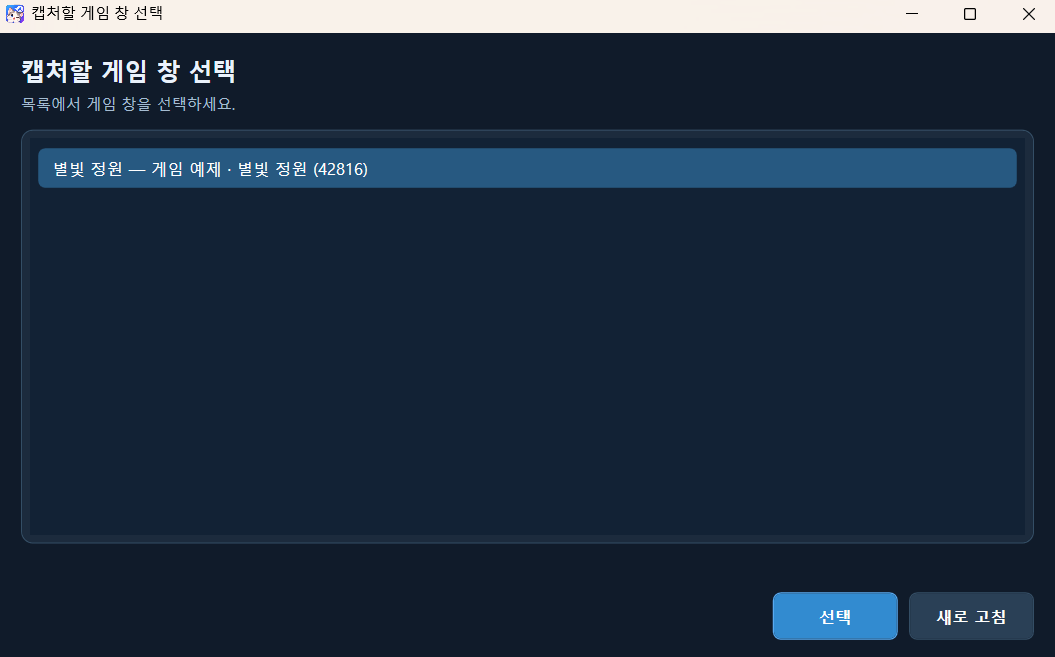 캡처할 게임 창 선택
캡처할 게임 창 선택
목록에서 게임 창을 선택하세요.
별빛 정원 — 게임 예제 · 별빛 정원 (42816)
선택
새로 고침